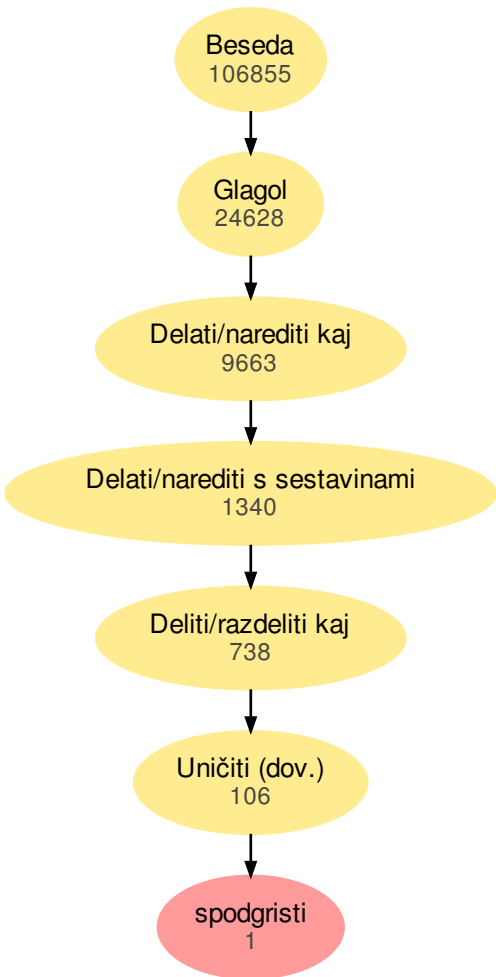 Beseda
106855
Glagol
24628
Delati/narediti kaj
9663
Delati/narediti s sestavinami
1340
Deliti/razdeliti kaj
738
Uničiti (dov.)
106
spodgristi
1